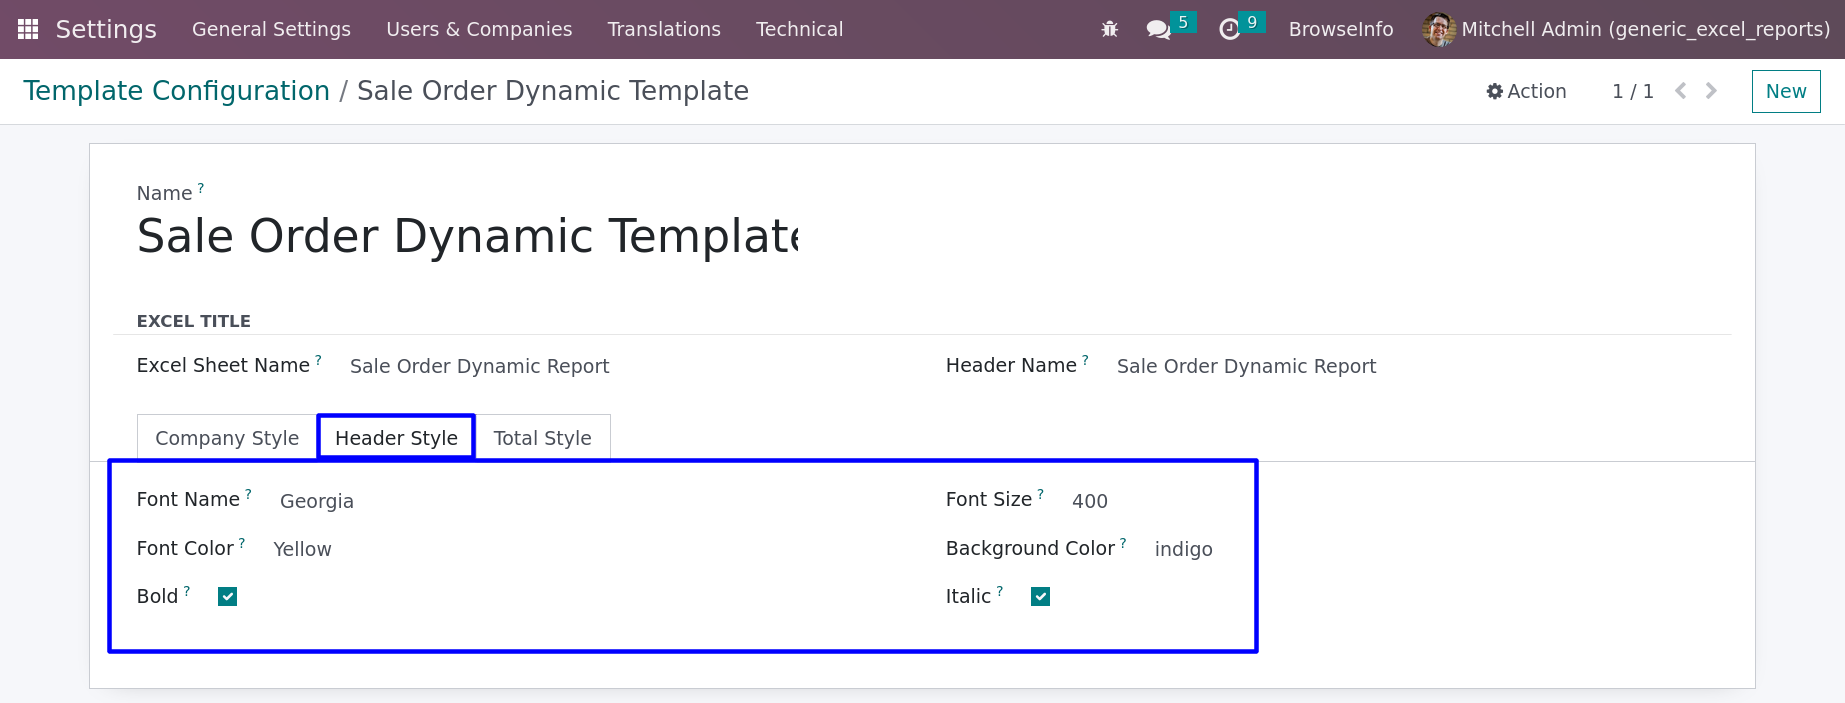 Settings General Settings Users & Companies Translations Technical 5 9 BrowseInfo Mitchell Admin (generic_excel_reports)
Template Configuration / Sale Order Dynamic Template Action 1 / 1 New
Name ?
Sale Order Dynamic Template
EXCEL TITLE
Excel Sheet Name ? Sale Order Dynamic Report Header Name ? Sale Order Dynamic Report
Company Style Header Style Total Style
Font Name ? Georgia Font Size ? 400
Font Color ? Yellow Background Color ? indigo
Bold ? Italic ?